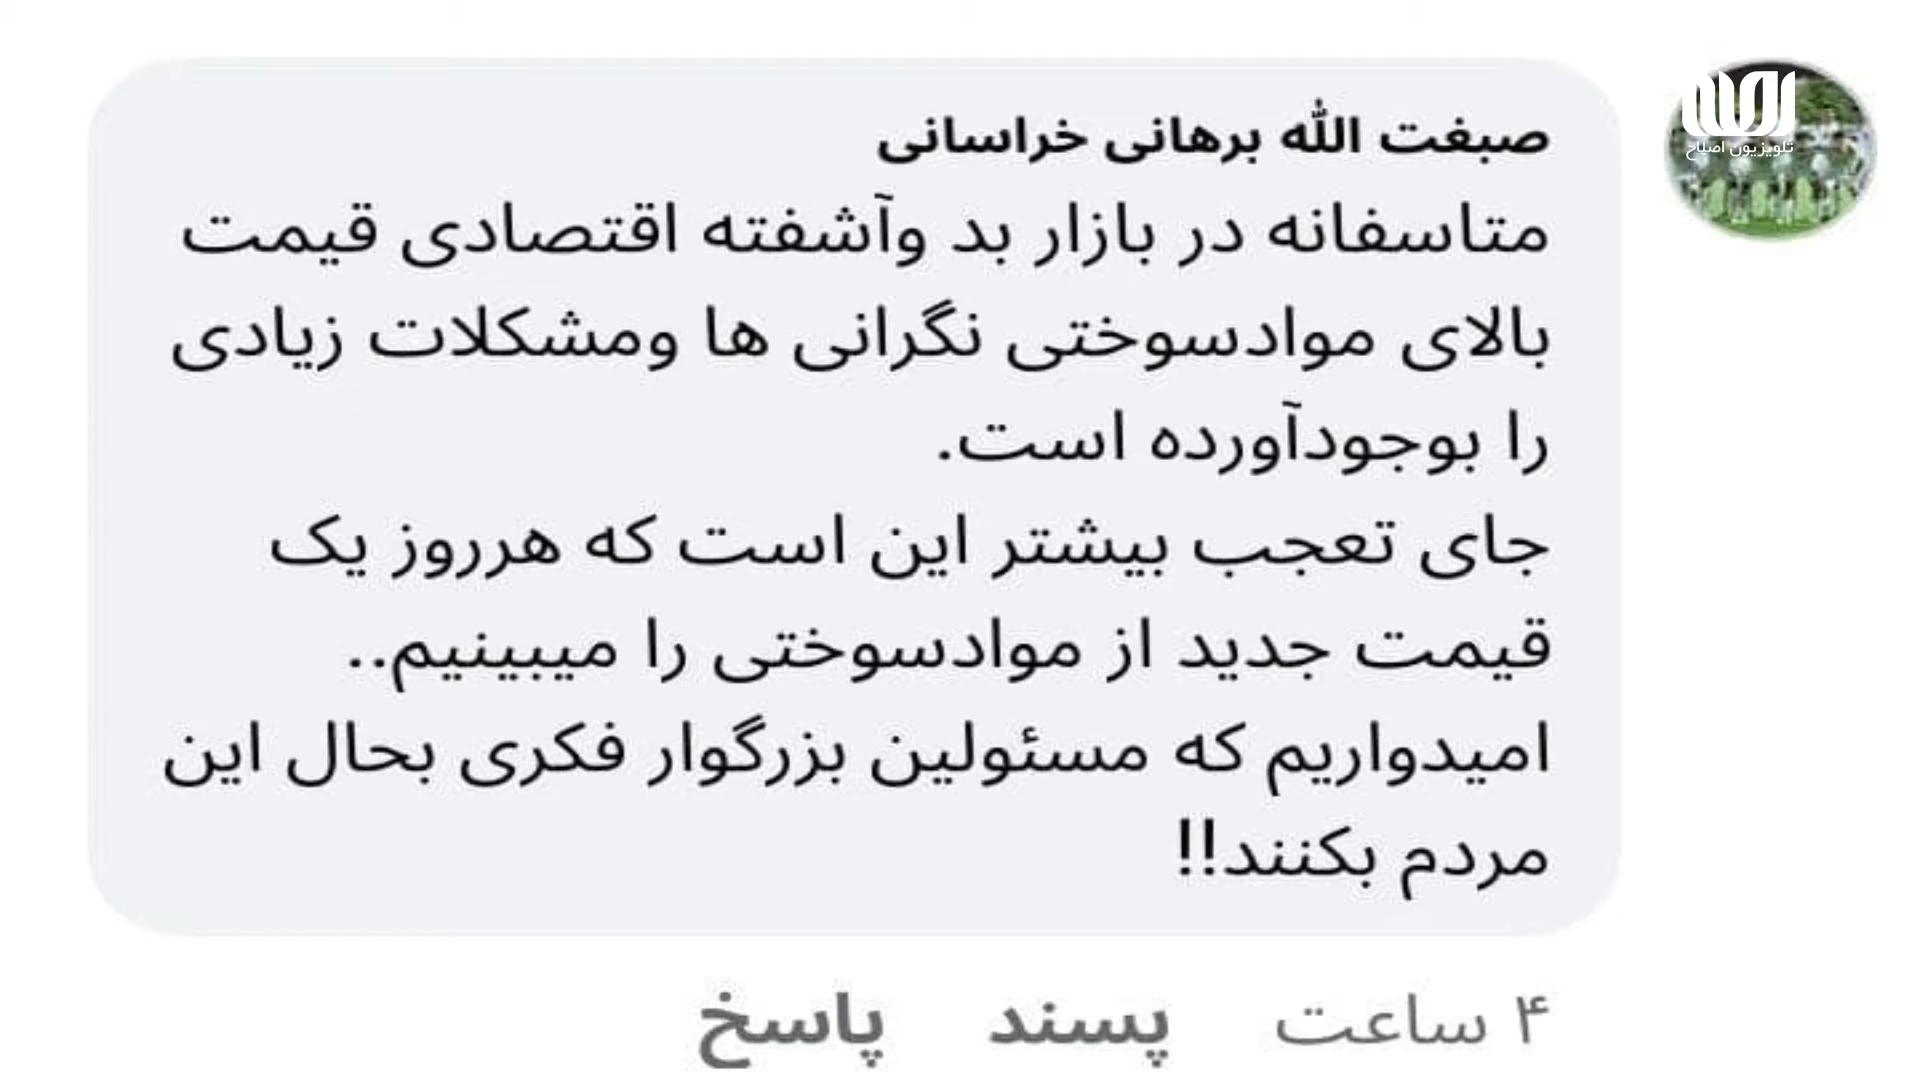 صبغت الله برهانی خراسانی
متاسفانه در بازار بد وآشفته اقتصادی قیمت
بالای موادسوختی نگرانی ها ومشکلات زیادی
را بوجودآورده است.
جای تعجب بیشتر این است که هرروز یک
قیمت جدید از موادسوختی را میبینیم..
امیدواریم که مسئولین بزرگوار فکری بحال این
مردم بکنند!!
۴ ساعت پسند پاسخ
تلویزیون اصلاح